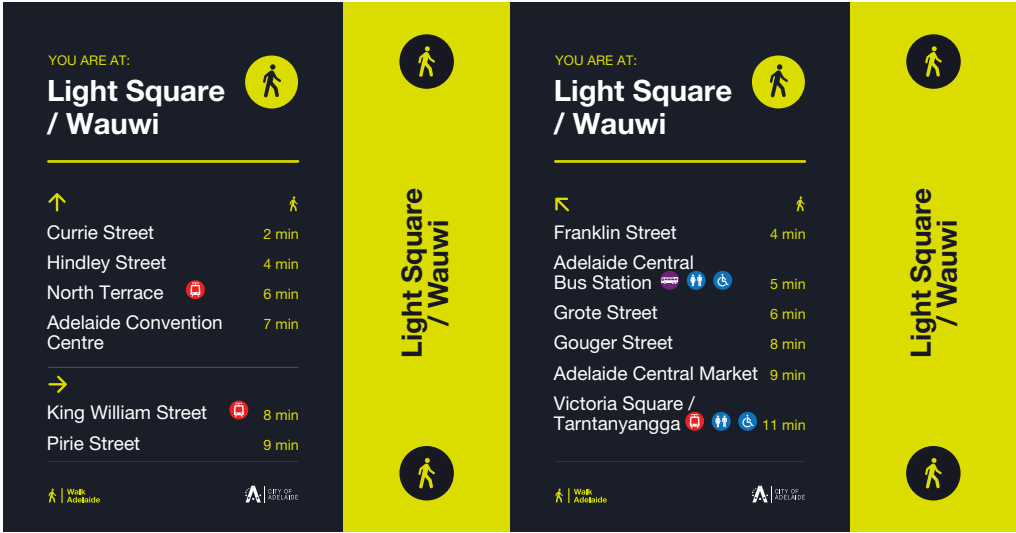 YOU ARE AT:
Light Square
/ Wauwi
Currie Street 2 min
Hindley Street 4 min
North Terrace 6 min
Adelaide Convention 7 min
Centre
King William Street 8 min
Pirie Street 9 min
Walk
Adelaide
CITY OF
ADELAIDE
Light Square
/ Wauwi
YOU ARE AT:
Light Square
/ Wauwi
Franklin Street 4 min
Adelaide Central
Bus Station 5 min
Grote Street 6 min
Gouger Street 8 min
Adelaide Central Market 9 min
Victoria Square /
Tarntanyangga 11 min
Walk
Adelaide
CITY OF
ADELAIDE
Light Square
/ Wauwi